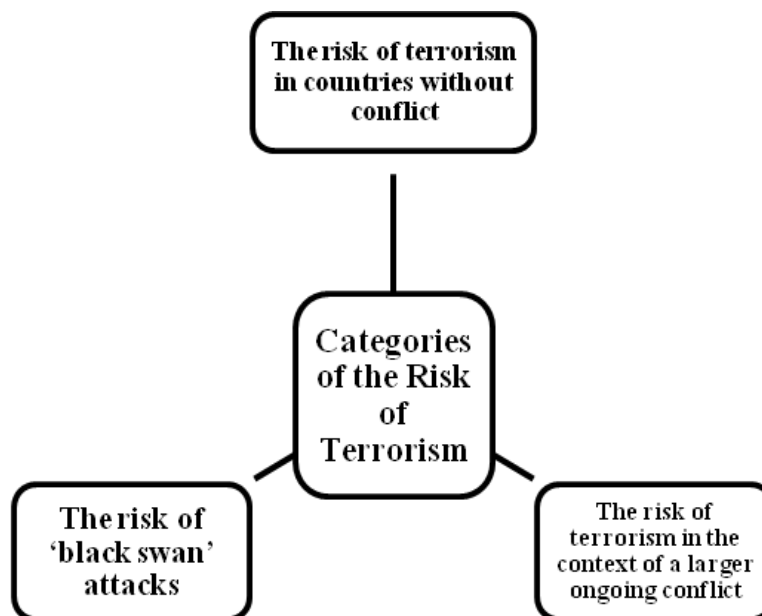 The risk of terrorism
in countries without
conflict
Categories
of the Risk
of
Terrorism
The risk of
‘black swan’
attacks
The risk of
terrorism in the
context of a larger
ongoing conflict